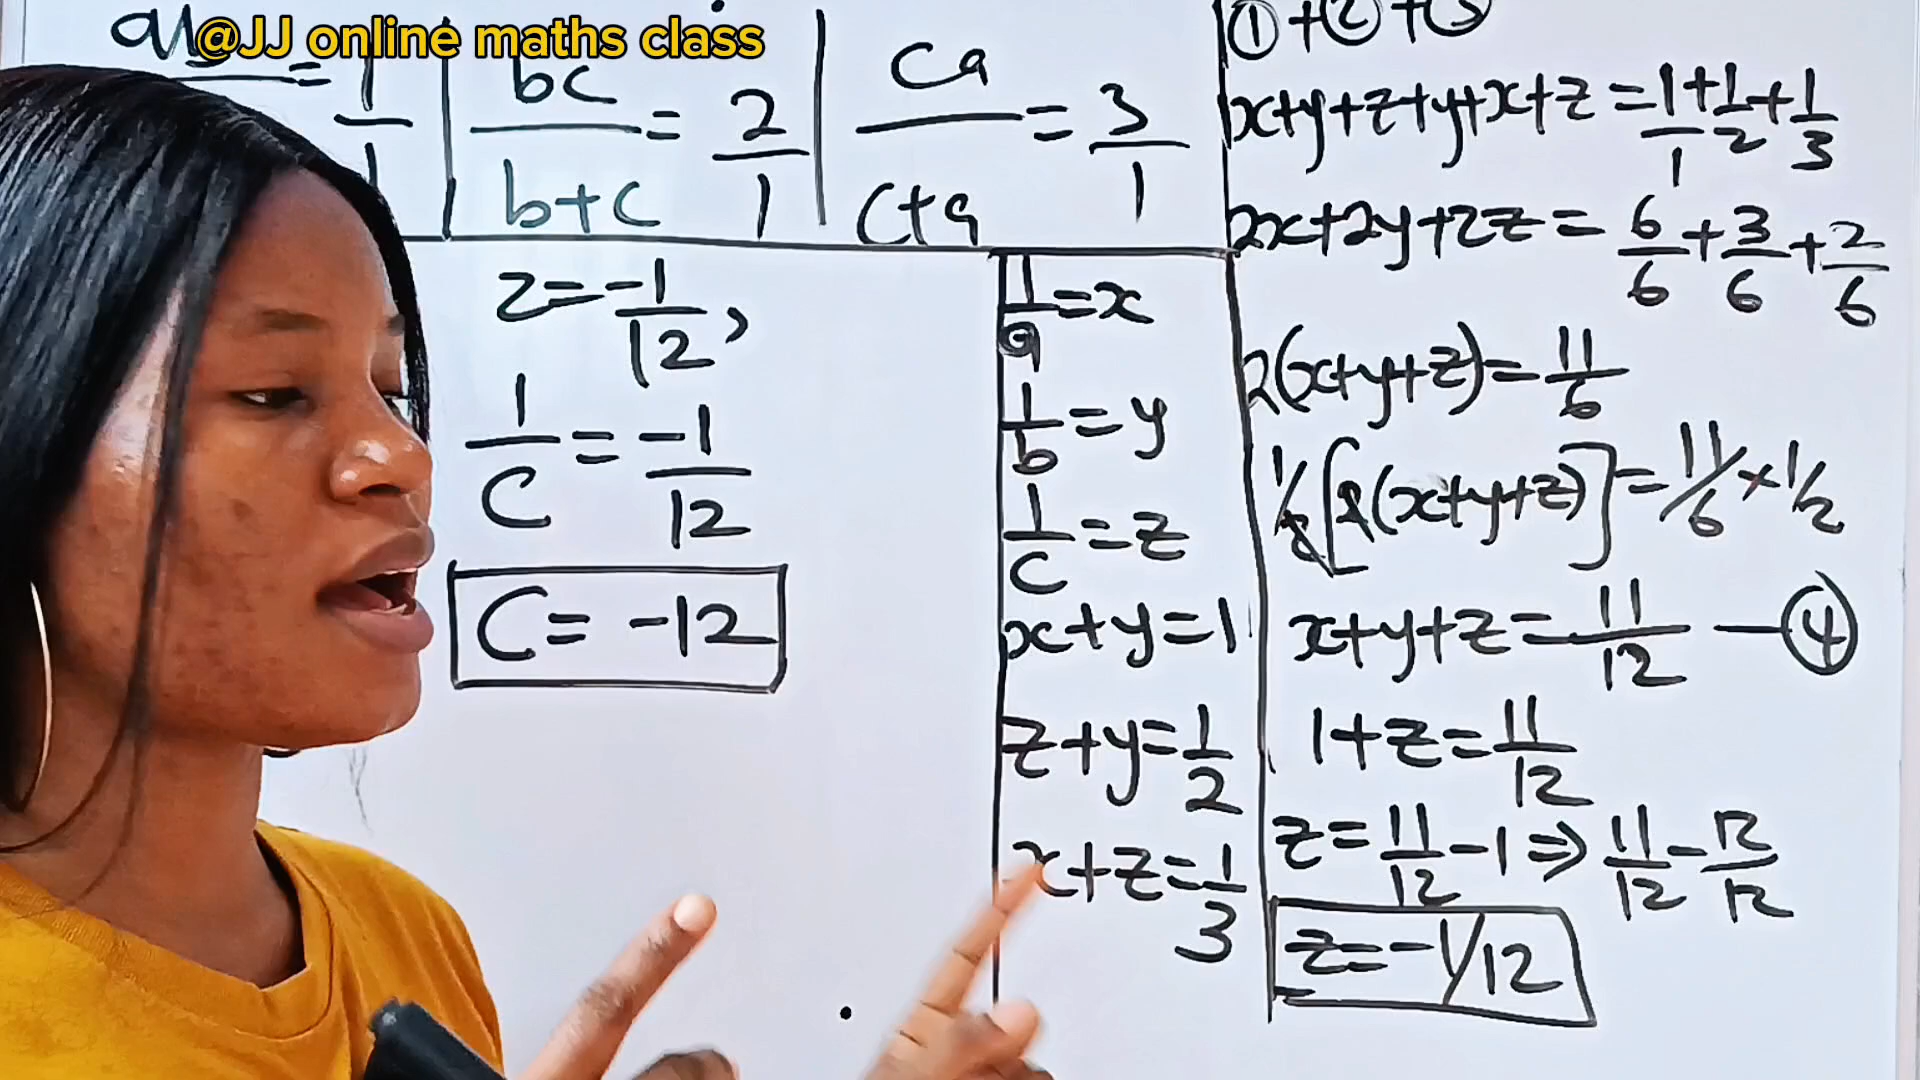 @JJ online maths class
= 1/1 | bc/b+c = 2/1 | ca/c+a = 3/1
z = -1/12,
1/c = -1/12
C = -12
1/a = x
1/b = y
1/c = z
x+y=1
z+y=1/2
x+z=1/3
①+②+③
x+y+z+y+x+z = 1/1+1/2+1/3
2x+2y+2z = 6/6+3/6+2/6
2(x+y+z) = 11/6
1/2[2(x+y+z)] = 11/6 × 1/2
x+y+z = 11/12 — ④
1+z = 11/12
z = 11/12 - 1 ⇒ 11/12 - 12/12
z = -1/12